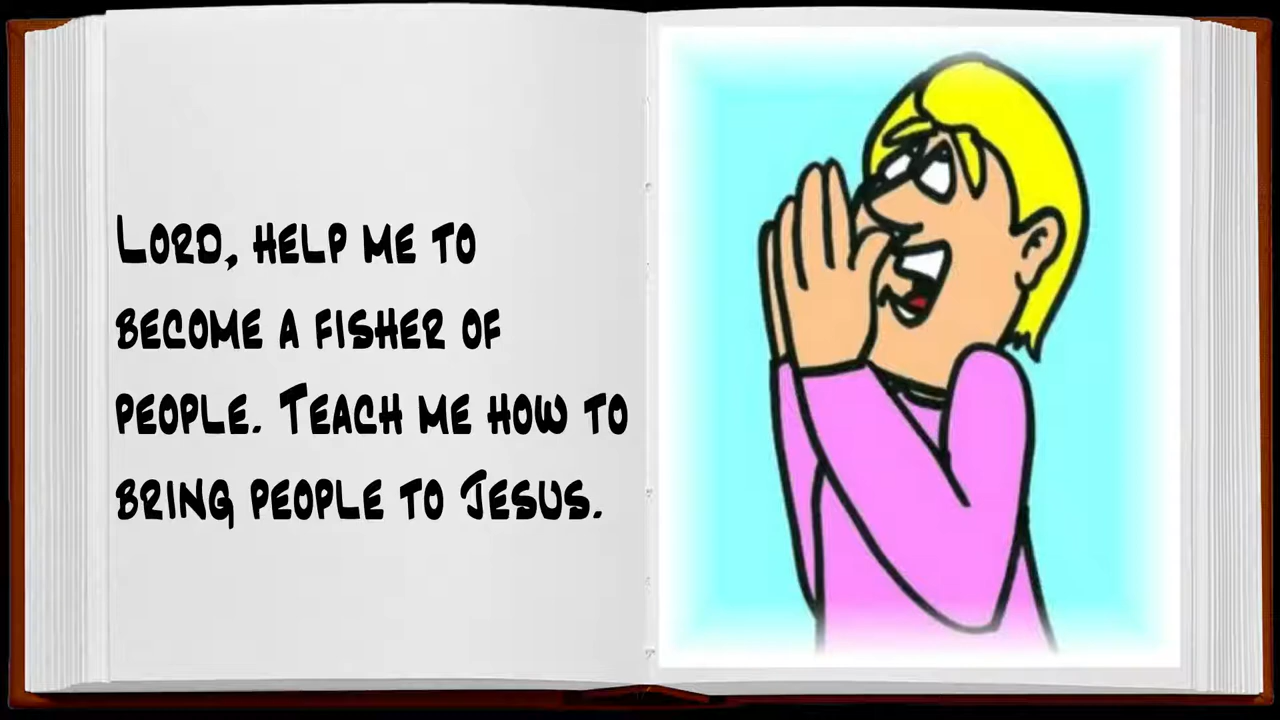 Lord, help me to
become a fisher of
people. Teach me how to
bring people to Jesus.